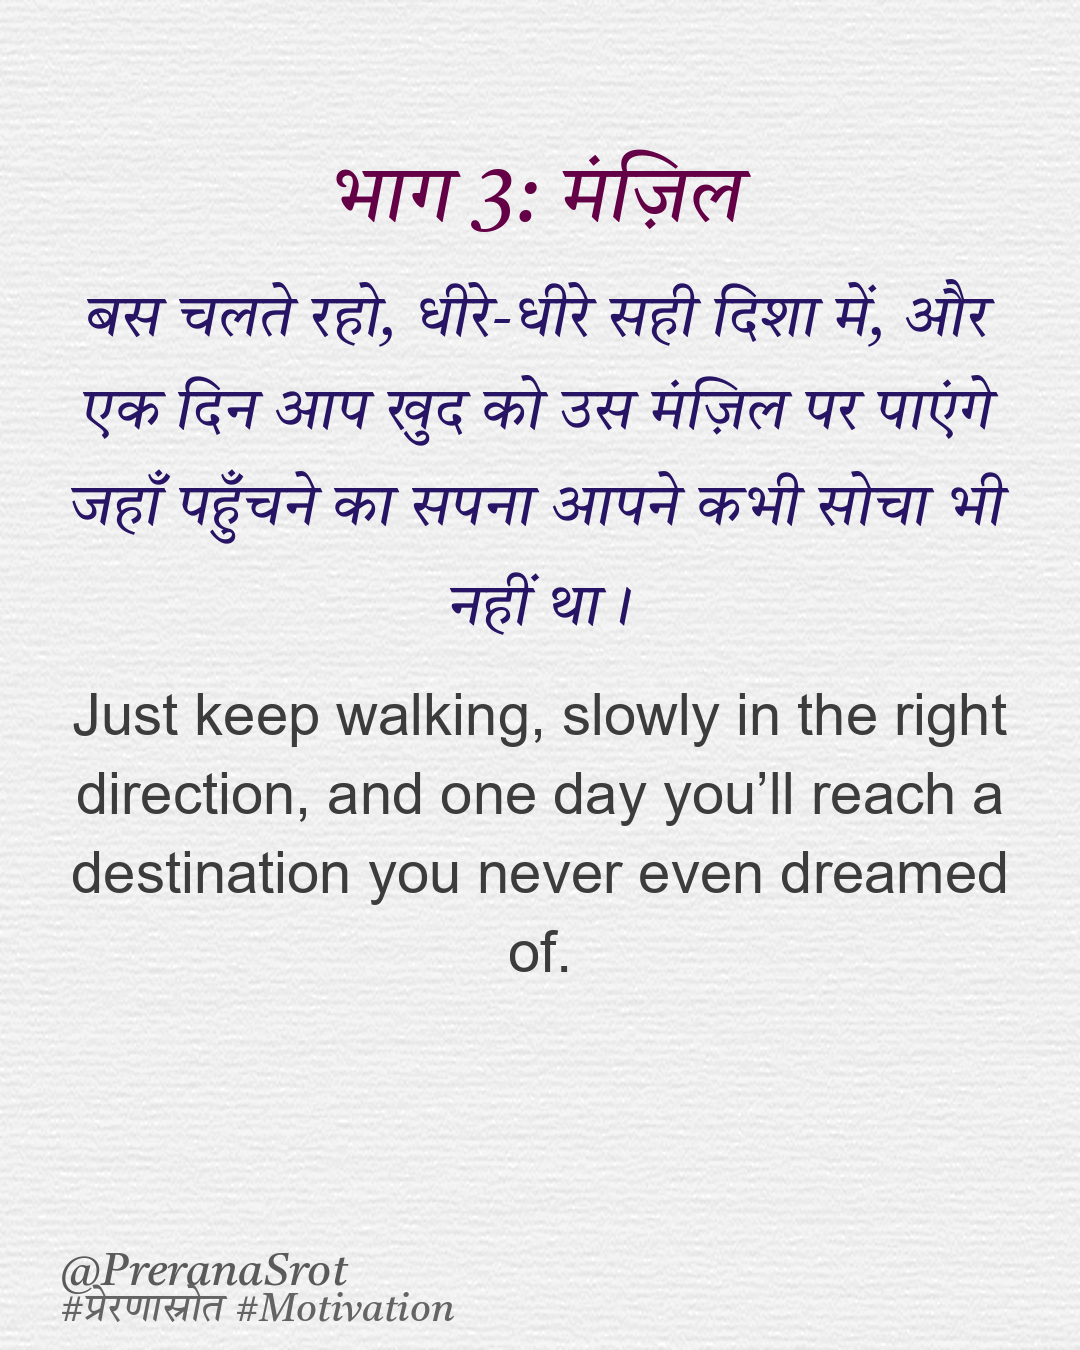 भाग 3: मंज़िल
बस चलते रहो, धीरे-धीरे सही दिशा में, और
एक दिन आप खुद को उस मंज़िल पर पाएंगे
जहाँ पहुँचने का सपना आपने कभी सोचा भी
नहीं था।
Just keep walking, slowly in the right
direction, and one day you’ll reach a
destination you never even dreamed
of.
@PreranaSrot
#प्रेरणास्रोत #Motivation